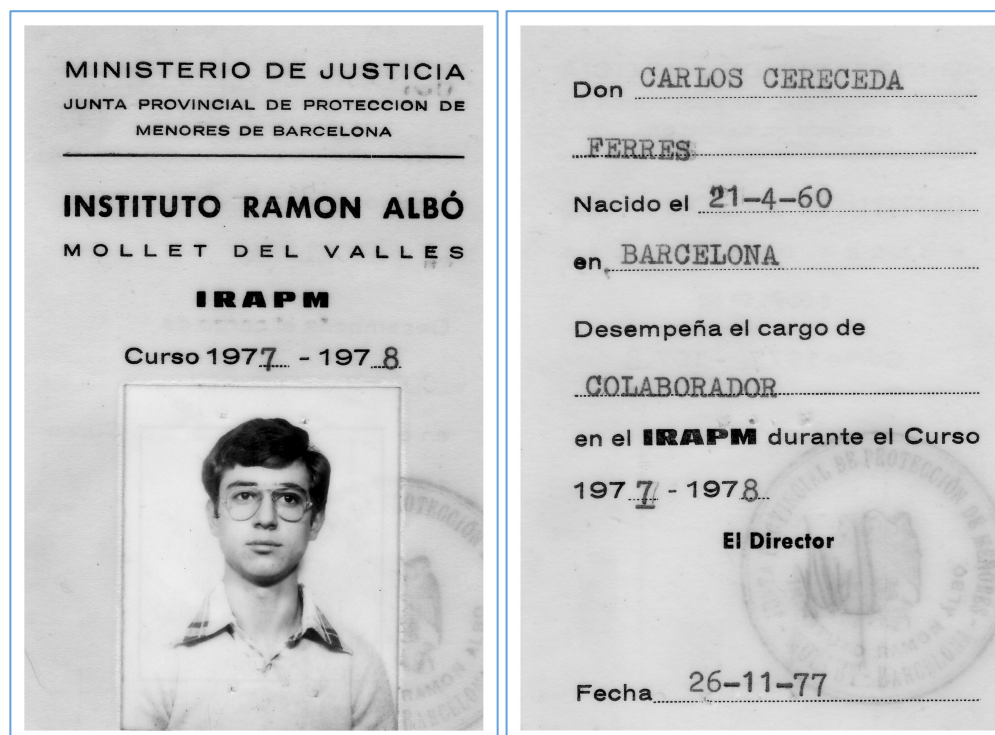 MINISTERIO DE JUSTICIA
JUNTA PROVINCIAL DE PROTECCION DE
MENORES DE BARCELONA
INSTITUTO RAMON ALBÓ
MOLLET DEL VALLES
IRAPM
Curso 1977 - 1978
Don CARLOS CERECEDA
FERRES
Nacido el 21-4-60
en BARCELONA
Desempeña el cargo de
COLABORADOR
en el IRAPM durante el Curso
1977 - 1978
El Director
Fecha 26-11-77